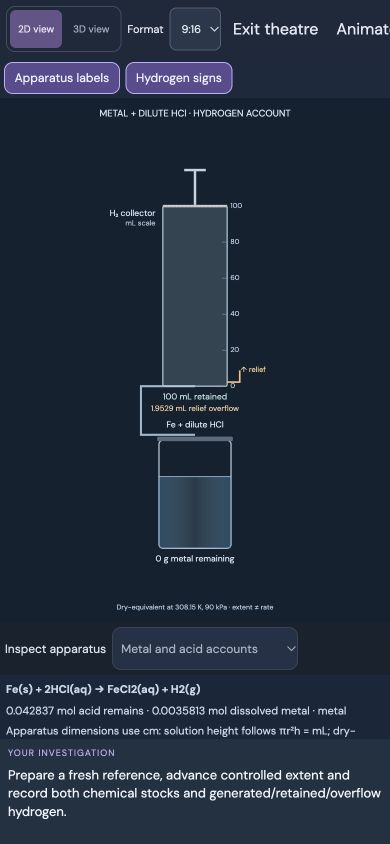 2D view
3D view
Format
9:16
Exit theatre
Animat
Apparatus labels
Hydrogen signs
METAL + DILUTE HCl · HYDROGEN ACCOUNT
H₂ collector
mL scale
100
80
60
40
20
0
↑ relief
100 mL retained
1.9529 mL relief overflow
Fe + dilute HCl
0 g metal remaining
Dry-equivalent at 308.15 K, 90 kPa · extent ≠ rate
Inspect apparatus
Metal and acid accounts
Fe(s) + 2HCl(aq) → FeCl2(aq) + H2(g)
0.042837 mol acid remains · 0.0035813 mol dissolved metal · metal
Apparatus dimensions use cm: solution height follows πr²h = mL; dry-
YOUR INVESTIGATION
Prepare a fresh reference, advance controlled extent and
record both chemical stocks and generated/retained/overflow
hydrogen.